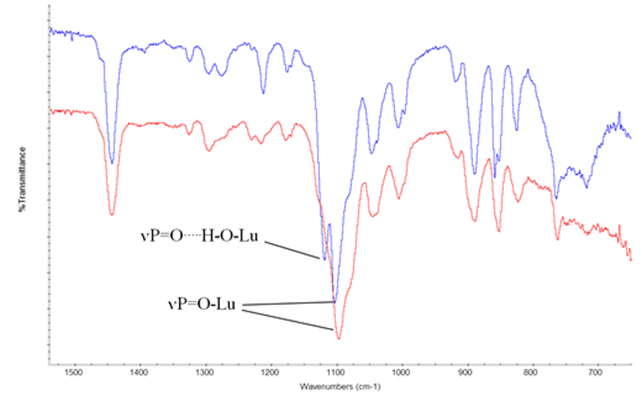 %Transmittance
νP=O····H-O-Lu
νP=O-Lu
1500 1400 1300 1200 1100 1000 900 800 700
Wavenumbers (cm-1)